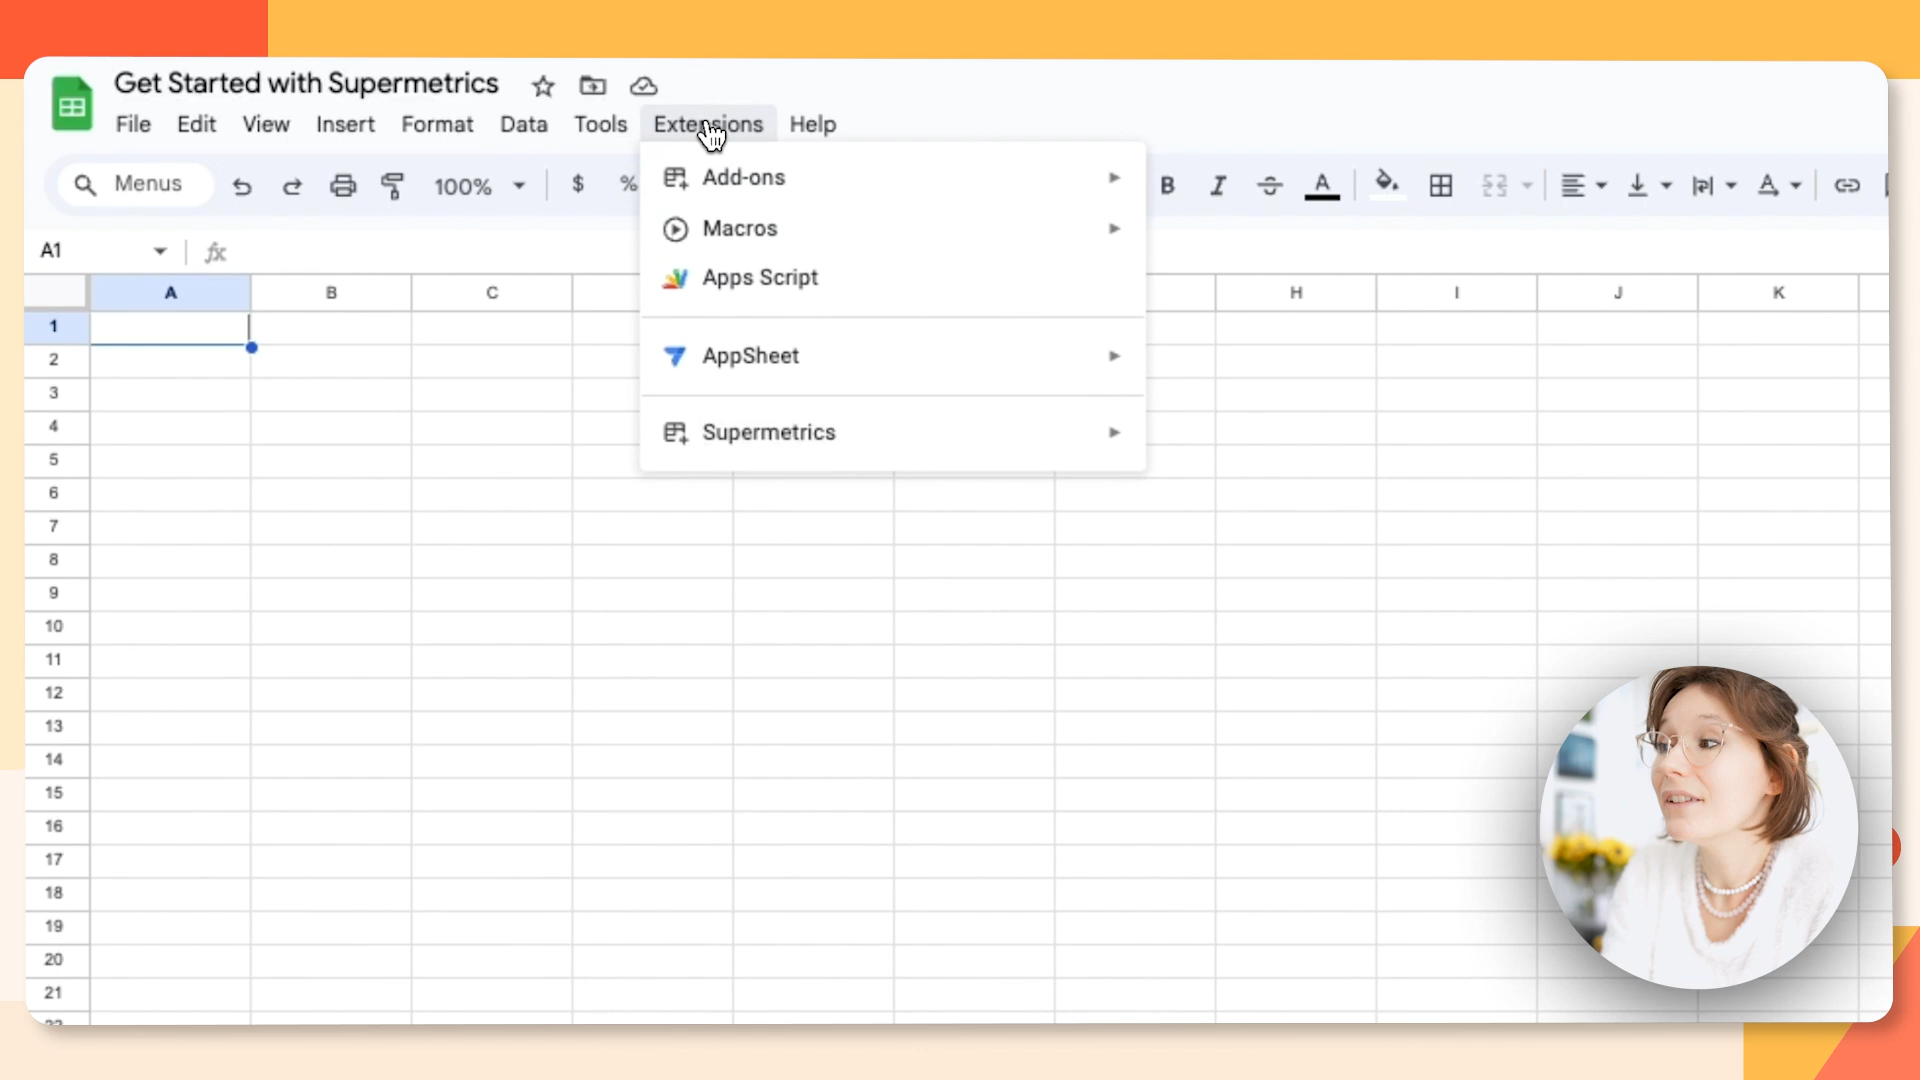 Get Started with Supermetrics
File Edit View Insert Format Data Tools Extensions Help
Menus 100% $ % B I A A
Add-ons
Macros
Apps Script
AppSheet
Supermetrics
A1 fx
A B C H I J K
1
2
3
4
5
6
7
8
9
10
11
12
13
14
15
16
17
18
19
20
21